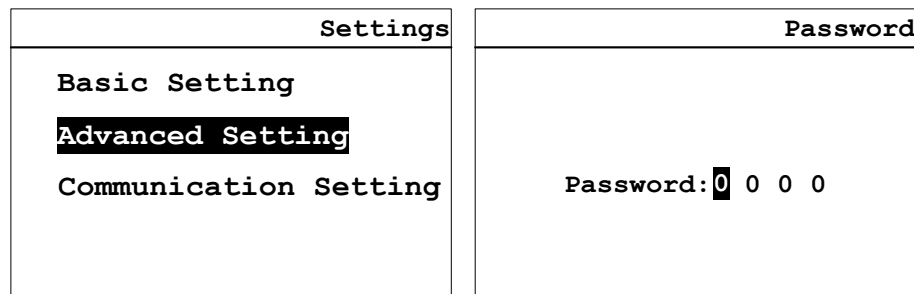 Settings
Basic Setting
Advanced Setting
Communication Setting
Password
Password:0 0 0 0